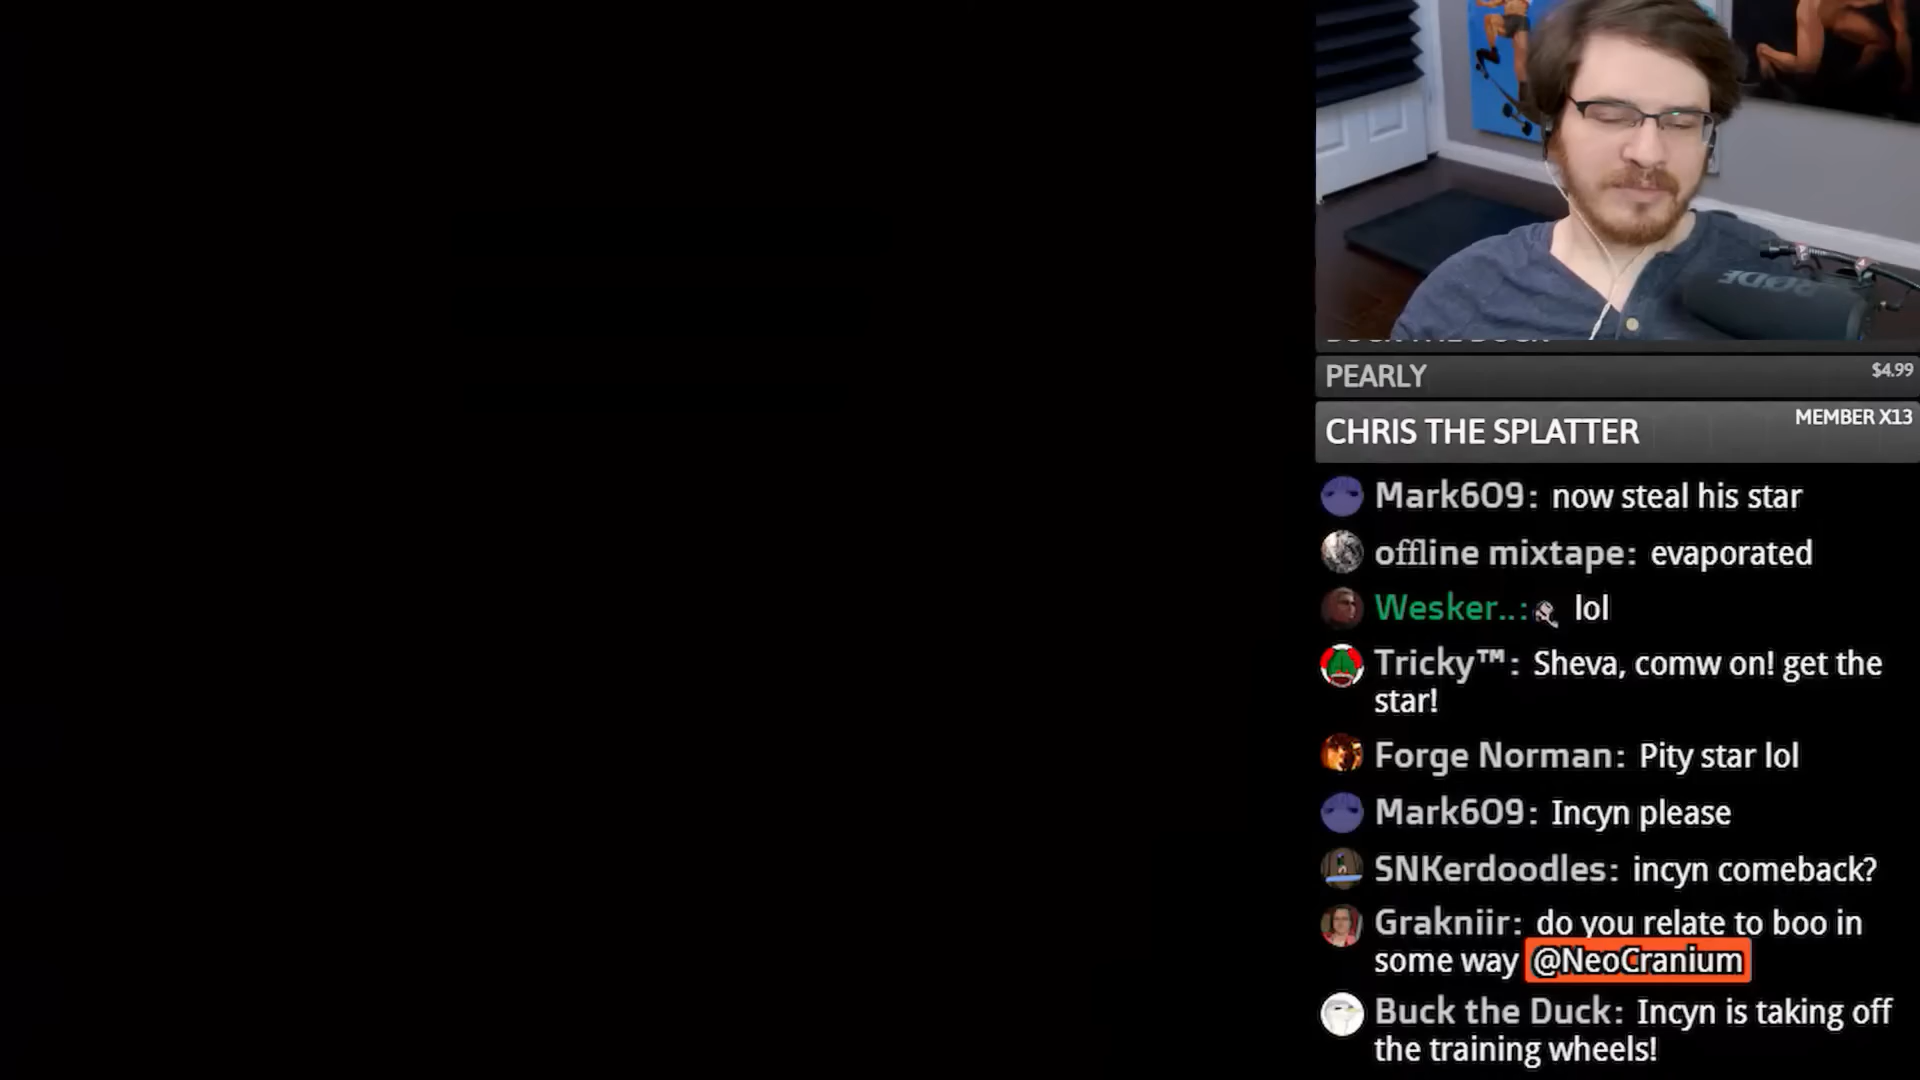 RØDE
PEARLY
$4.99
CHRIS THE SPLATTER
MEMBER X13
Mark609: now steal his star
offline mixtape: evaporated
Wesker..: lol
Tricky™: Sheva, comw on! get the
star!
Forge Norman: Pity star lol
Mark609: Incyn please
SNKerdoodles: incyn comeback?
Grakniir: do you relate to boo in
some way @NeoCranium
Buck the Duck: Incyn is taking off
the training wheels!